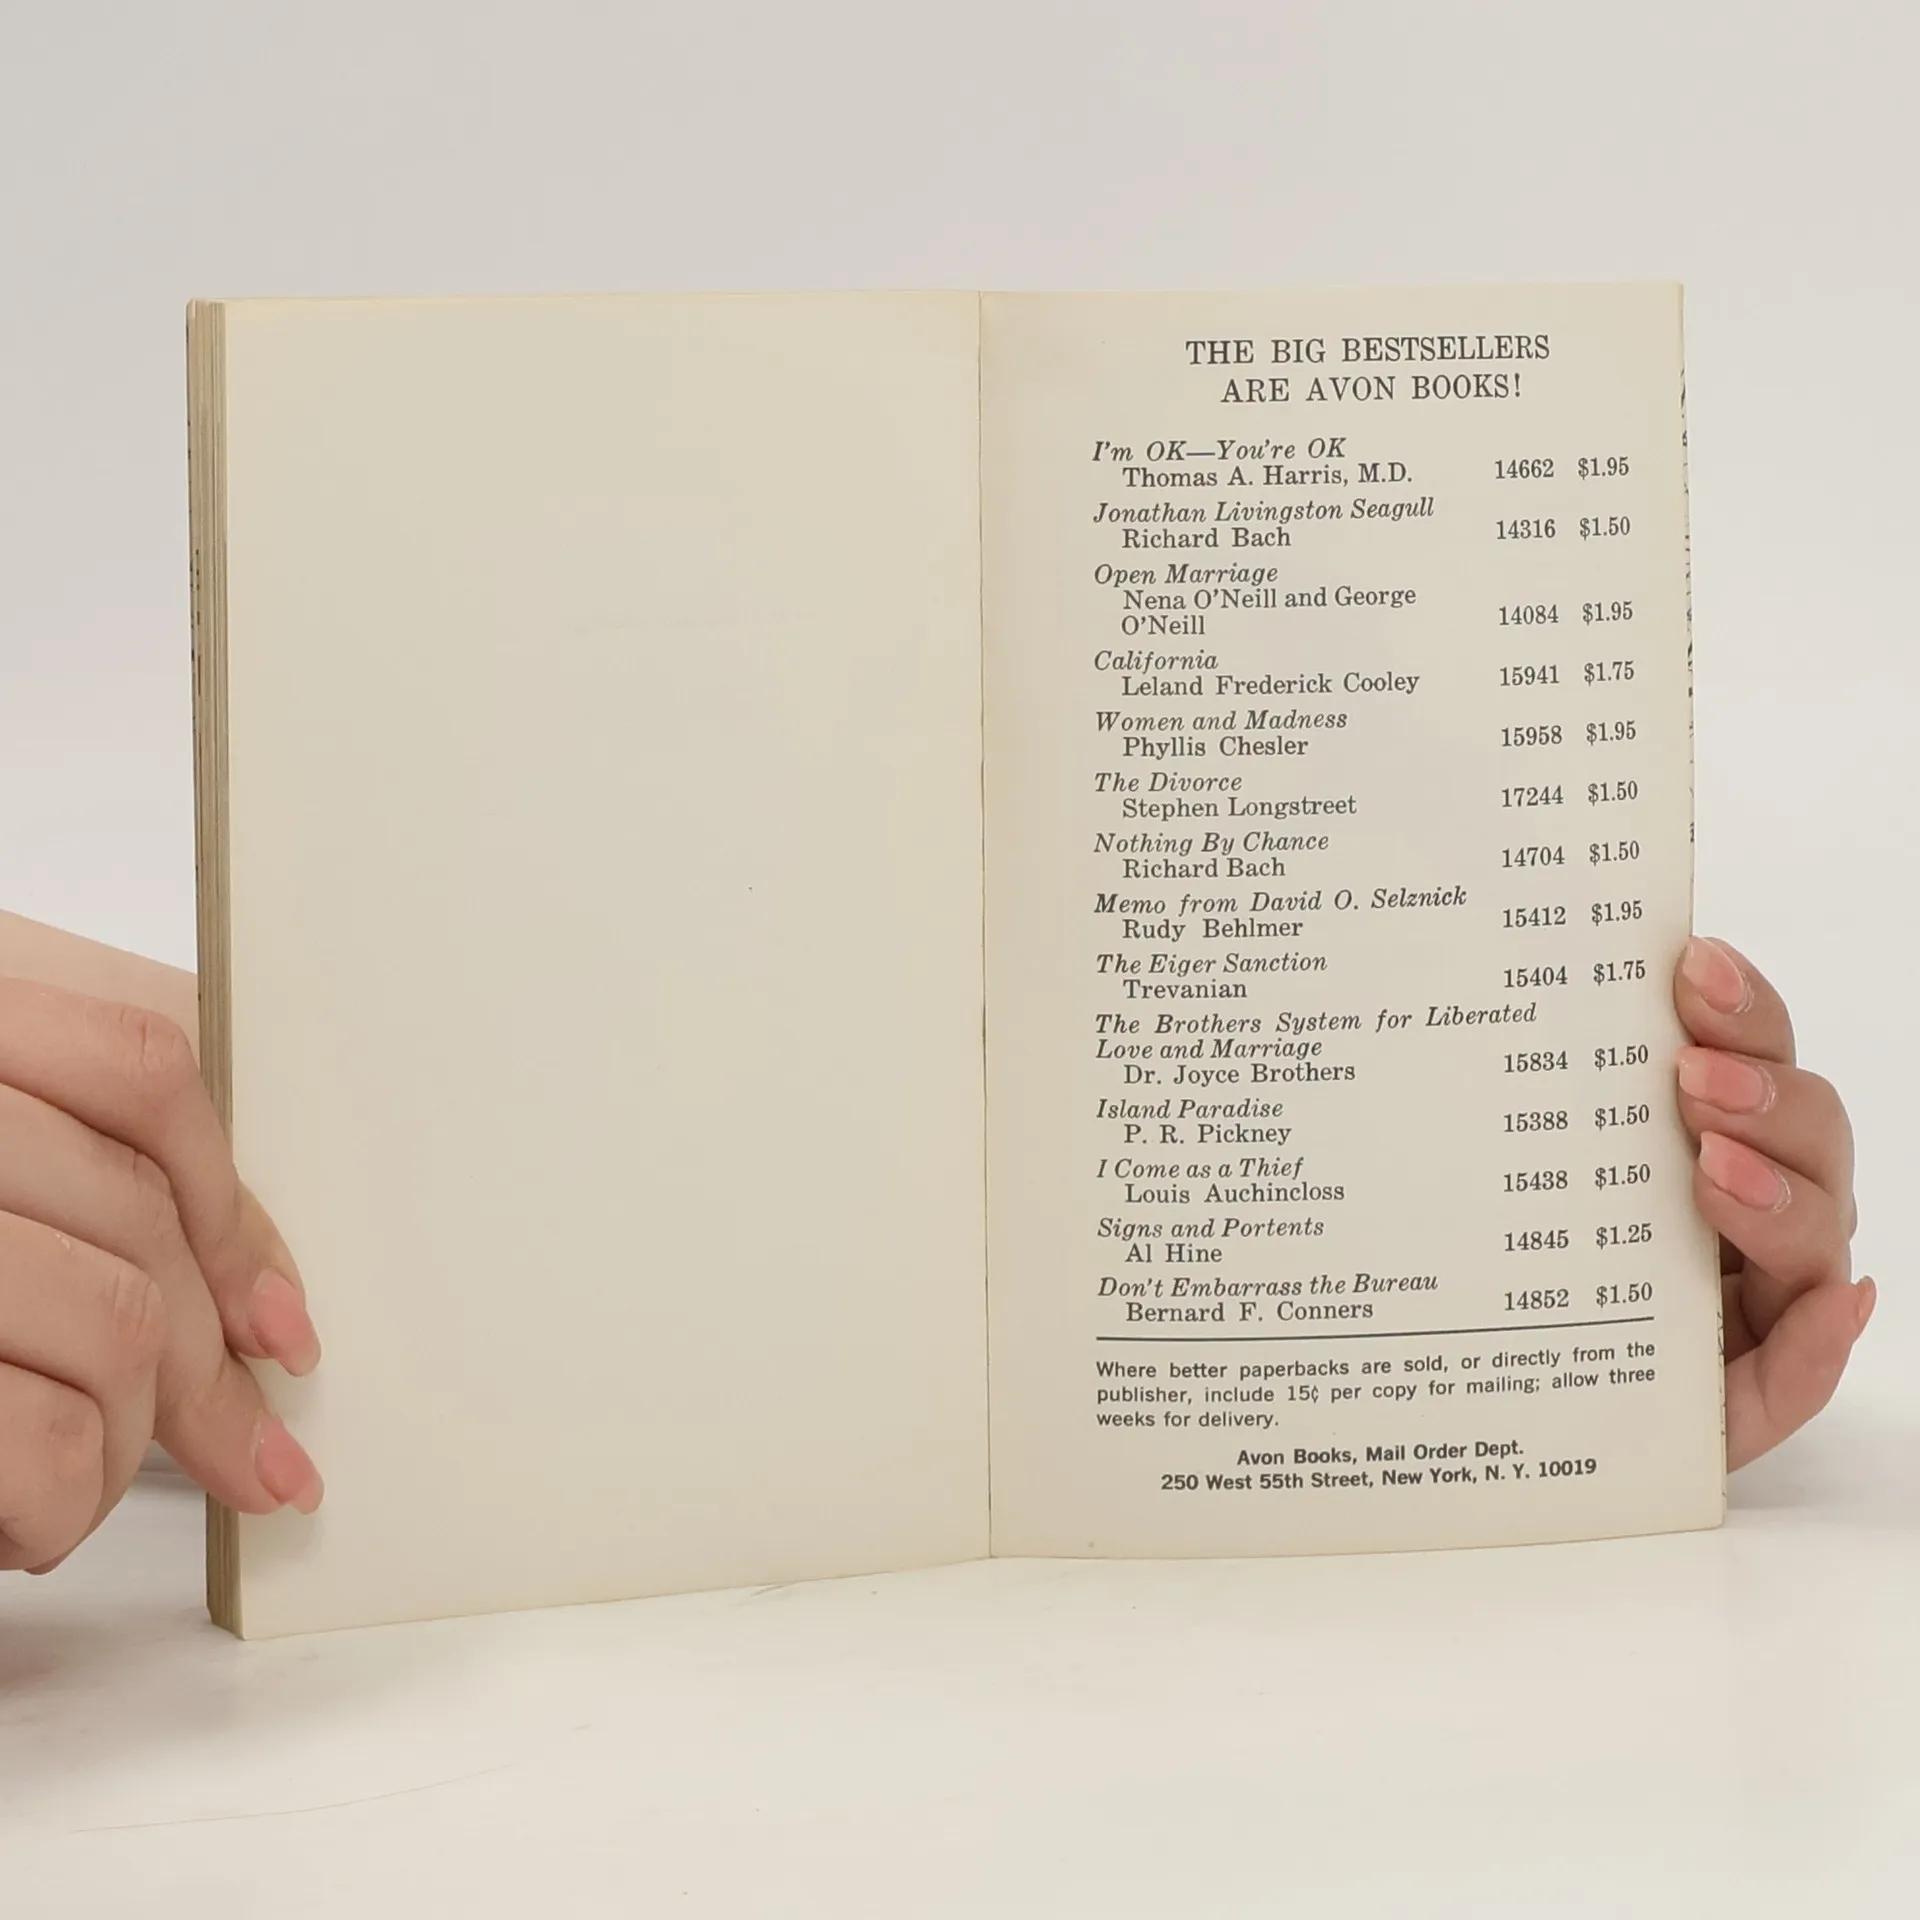 THE BIG BESTSELLERS
ARE AVON BOOKS!
I'm OK—You're OK
Thomas A. Harris, M.D. 14662 $1.95
Jonathan Livingston Seagull
Richard Bach 14316 $1.50
Open Marriage
Nena O'Neill and George
O'Neill 14084 $1.95
California
Leland Frederick Cooley 15941 $1.75
Women and Madness
Phyllis Chesler 15958 $1.95
The Divorce
Stephen Longstreet 17244 $1.50
Nothing By Chance
Richard Bach 14704 $1.50
Memo from David O. Selznick
Rudy Behlmer 15412 $1.95
The Eiger Sanction
Trevanian 15404 $1.75
The Brothers System for Liberated
Love and Marriage
Dr. Joyce Brothers 15834 $1.50
Island Paradise
P. R. Pickney 15388 $1.50
I Come as a Thief
Louis Auchincloss 15438 $1.50
Signs and Portents
Al Hine 14845 $1.25
Don't Embarrass the Bureau
Bernard F. Conners 14852 $1.50
Where better paperbacks are sold, or directly from the
publisher, include 15¢ per copy for mailing; allow three
weeks for delivery.
Avon Books, Mail Order Dept.
250 West 55th Street, New York, N. Y. 10019